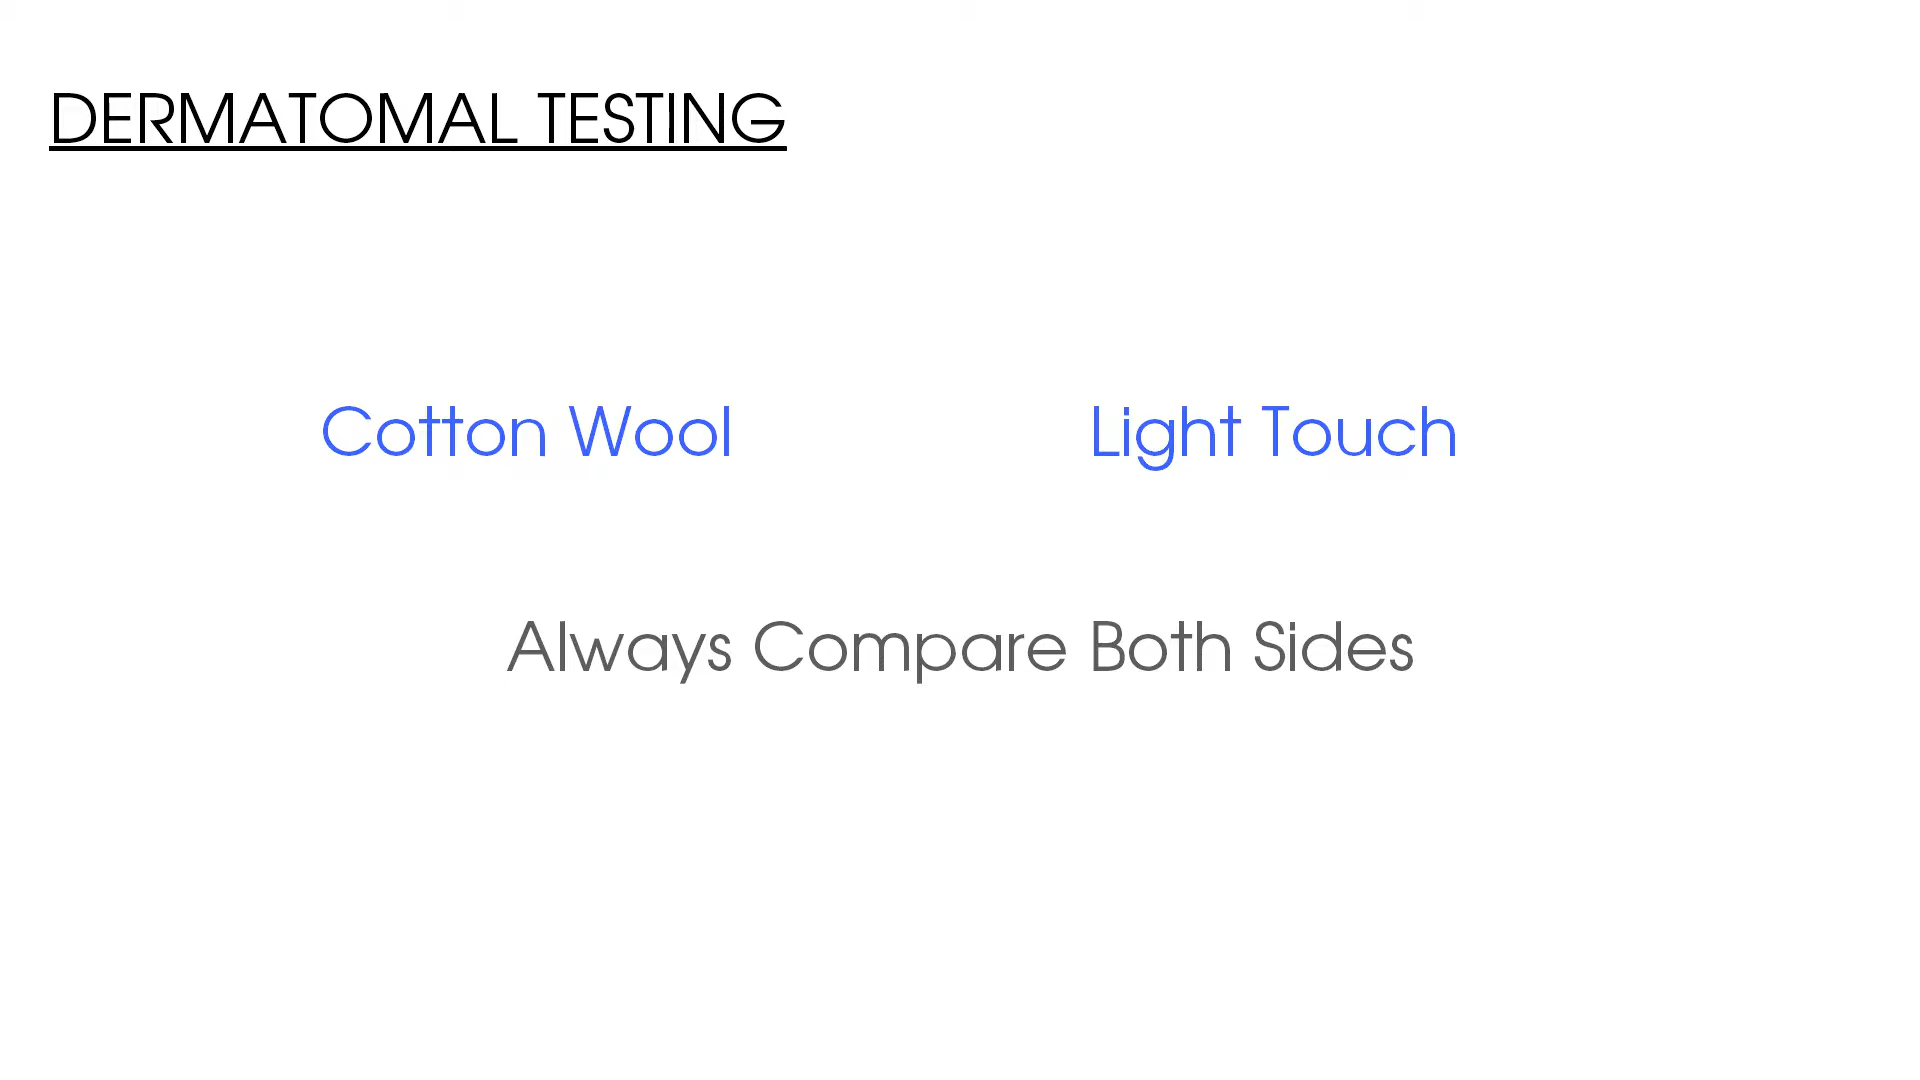 DERMATOMAL TESTING
Cotton Wool Light Touch
Always Compare Both Sides